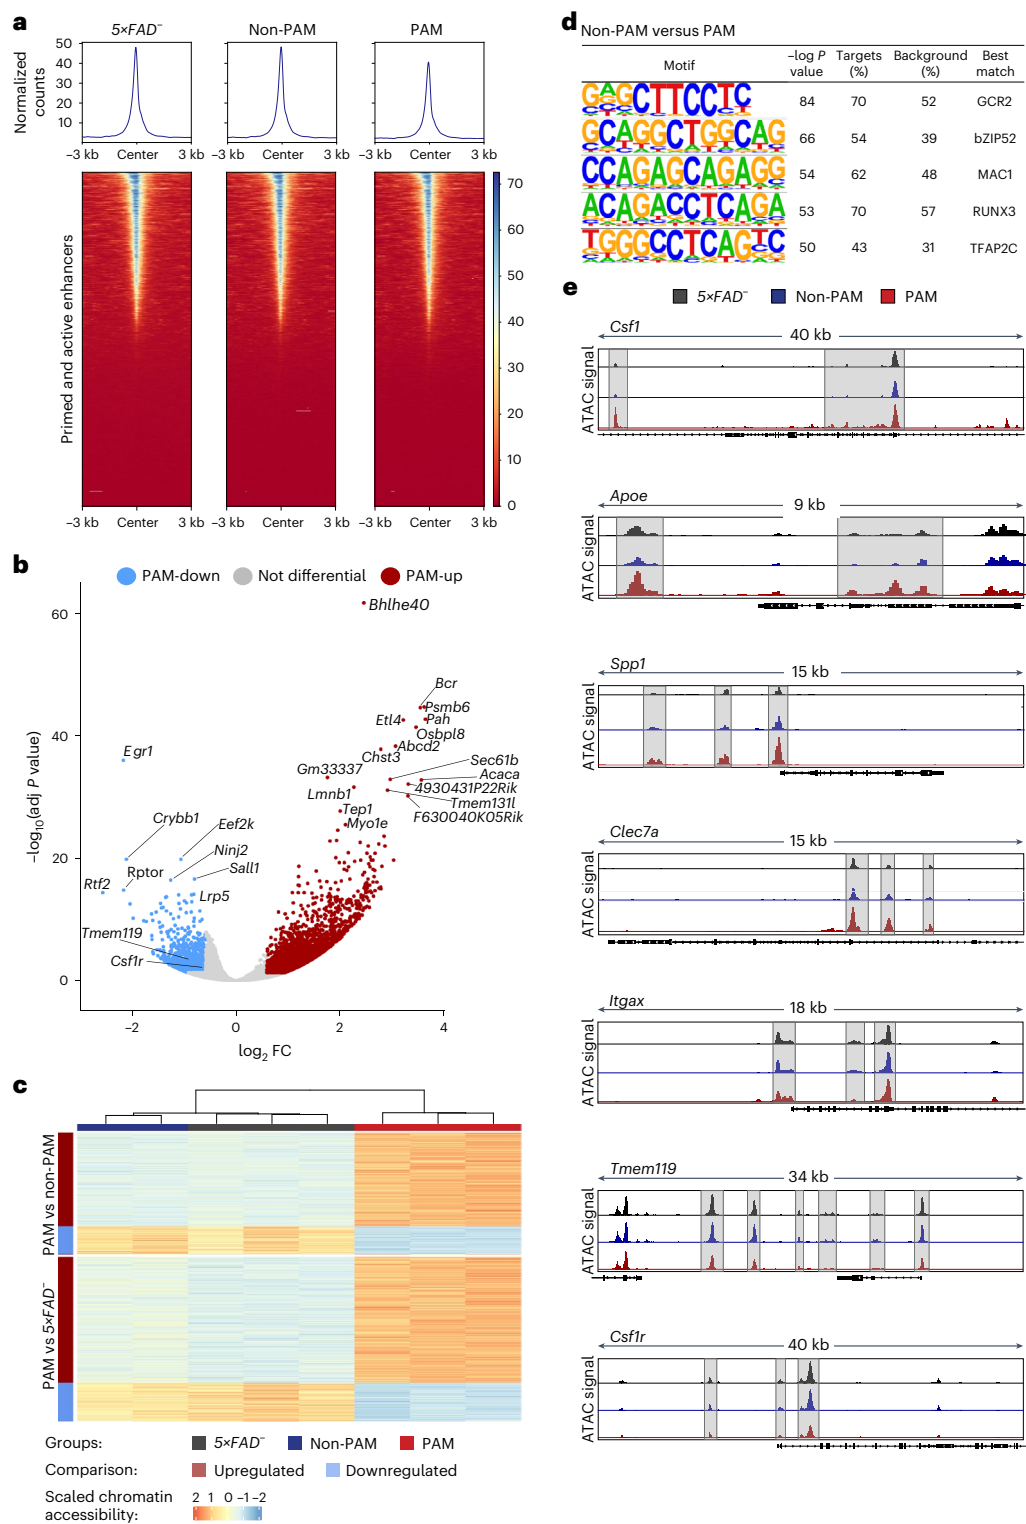 a
5×FAD⁻
Non-PAM
PAM
Normalized counts
50
40
30
20
10
−3 kb Center 3 kb
−3 kb Center 3 kb
−3 kb Center 3 kb
Primed and active enhancers
70
60
50
40
30
20
10
0
−3 kb Center 3 kb
−3 kb Center 3 kb
−3 kb Center 3 kb
b
PAM-down
Not differential
PAM-up
−log₁₀(adj P value)
60
40
20
0
Bhlhe40
Bcr
Psmb6
Etl4
Pah
Osbpl8
Egr1
Abcd2
Chst3
Sec61b
Gm33337
Acaca
4930431P22Rik
Lmnb1
Tmem131l
Tep1
F630040K05Rik
Myo1e
Crybb1
Eef2k
Ninj2
Rptor
Sall1
Rtf2
Lrp5
Tmem119
Csf1r
−2
0
2
4
log₂ FC
c
PAM vs non-PAM
PAM vs 5×FAD⁻
Groups:
5×FAD⁻
Non-PAM
PAM
Comparison:
Upregulated
Downregulated
Scaled chromatin accessibility:
2 1 0 −1 −2
d
Non-PAM versus PAM
Motif
−log P value
Targets (%)
Background (%)
Best match
GAGCTTCCTC
84 70 52 GCR2
GCAGGCTGGCAG
66 54 39 bZIP52
CCAGAGCAGAGG
54 62 48 MAC1
ACAGACCTCAGA
53 70 57 RUNX3
TGGGCCTCAGTC
50 43 31 TFAP2C
e
5×FAD⁻
Non-PAM
PAM
Csf1
40 kb
ATAC signal
Apoe
9 kb
ATAC signal
Spp1
15 kb
ATAC signal
Clec7a
15 kb
ATAC signal
Itgax
18 kb
ATAC signal
Tmem119
34 kb
ATAC signal
Csf1r
40 kb
ATAC signal